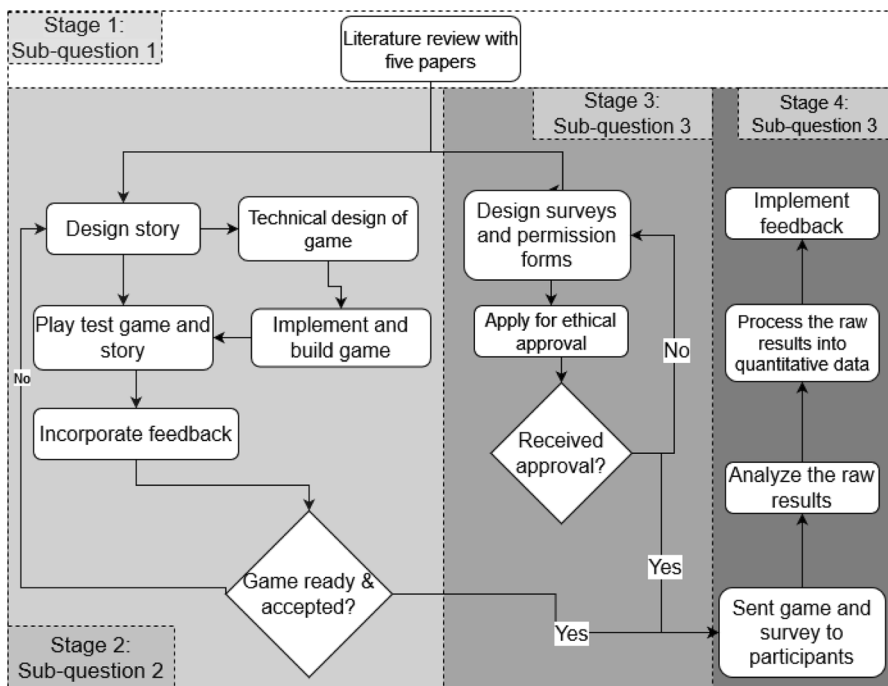 Stage 1:
Sub-question 1
Literature review with
five papers
Stage 3:
Sub-question 3
Stage 4:
Sub-question 3
Design story
Technical design of
game
Play test game and
story
Implement and
build game
No
Incorporate feedback
Game ready &
accepted?
Stage 2:
Sub-question 2
Design surveys
and permission
forms
Apply for ethical
approval
No
Received
approval?
Yes
Yes
Implement
feedback
Process the raw
results into
quantitative data
Analyze the raw
results
Sent game and
survey to
participants